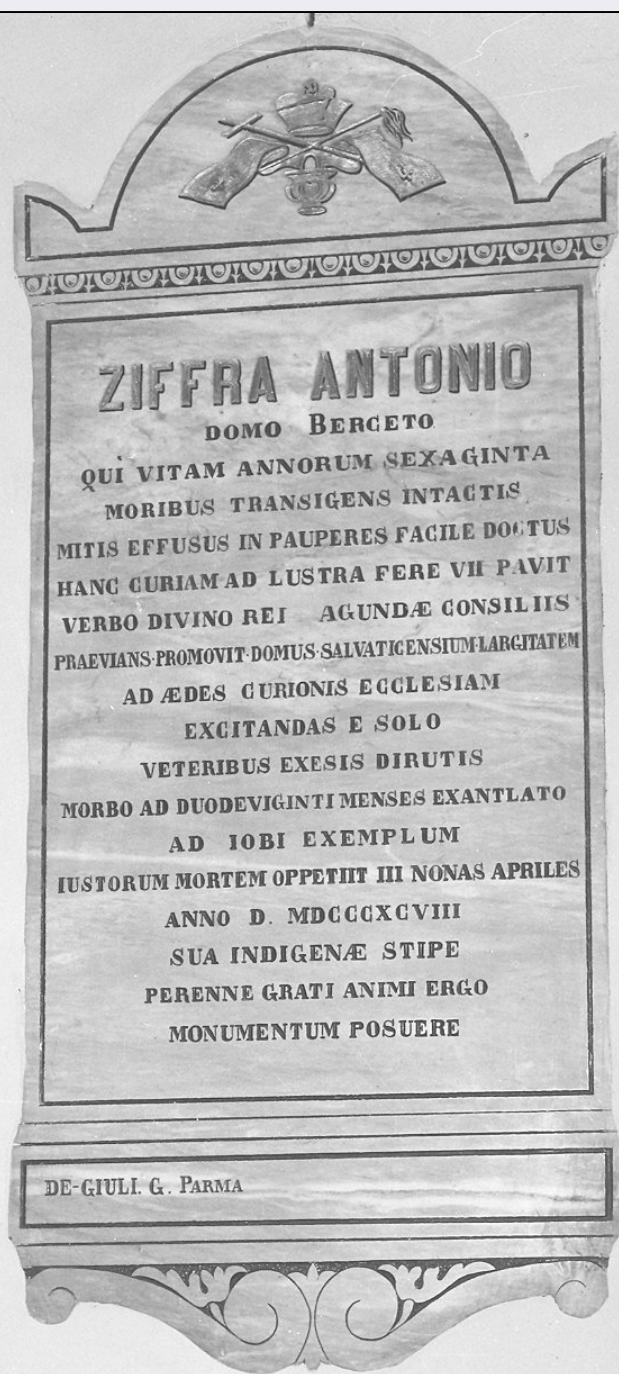 ZIFFRA ANTONIO
DOMO BERCETO
QUI VITAM ANNORUM SEXAGINTA
MORIBUS TRANSIGENS INTACTIS
MITIS EFFUSUS IN PAUPERES FACILE DOCTUS
HANC CURIAM AD LUSTRA FERE VII PAVIT
VERBO DIVINO REI AGUNDÆ CONSILIIS
PRAEVIANS·PROMOVIT·DOMUS·SALVATICENSIUM·LARGITATEM
AD ÆDES CURIONIS ECCLESIAM
EXCITANDAS E SOLO
VETERIBUS EXESIS DIRUTIS
MORBO AD DUODEVIGINTI MENSES EXANTLATO
AD IOBI EXEMPLUM
IUSTORUM MORTEM OPPETIIT III NONAS APRILES
ANNO D. MDCCCXCVIII
SUA INDIGENÆ STIPE
PERENNE GRATI ANIMI ERGO
MONUMENTUM POSUERE
DE-GIULI. G. PARMA